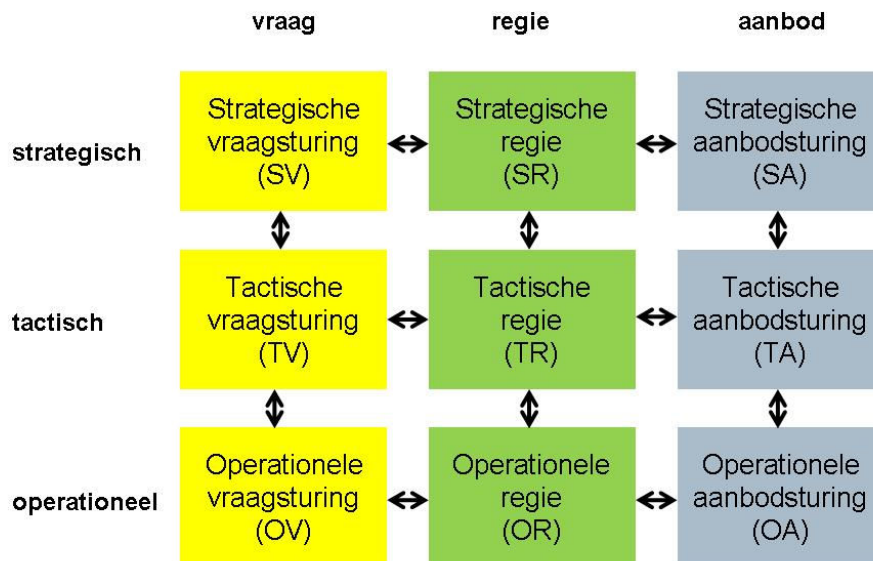 vraag regie aanbod
Strategische
vraagsturing
(SV)
Strategische
regie
(SR)
Strategische
aanbodsturing
(SA)
strategisch
Tactische
vraagsturing
(TV)
Tactische
regie
(TR)
Tactische
aanbodsturing
(TA)
tactisch
Operationele
vraagsturing
(OV)
Operationele
regie
(OR)
Operationele
aanbodsturing
(OA)
operationeel